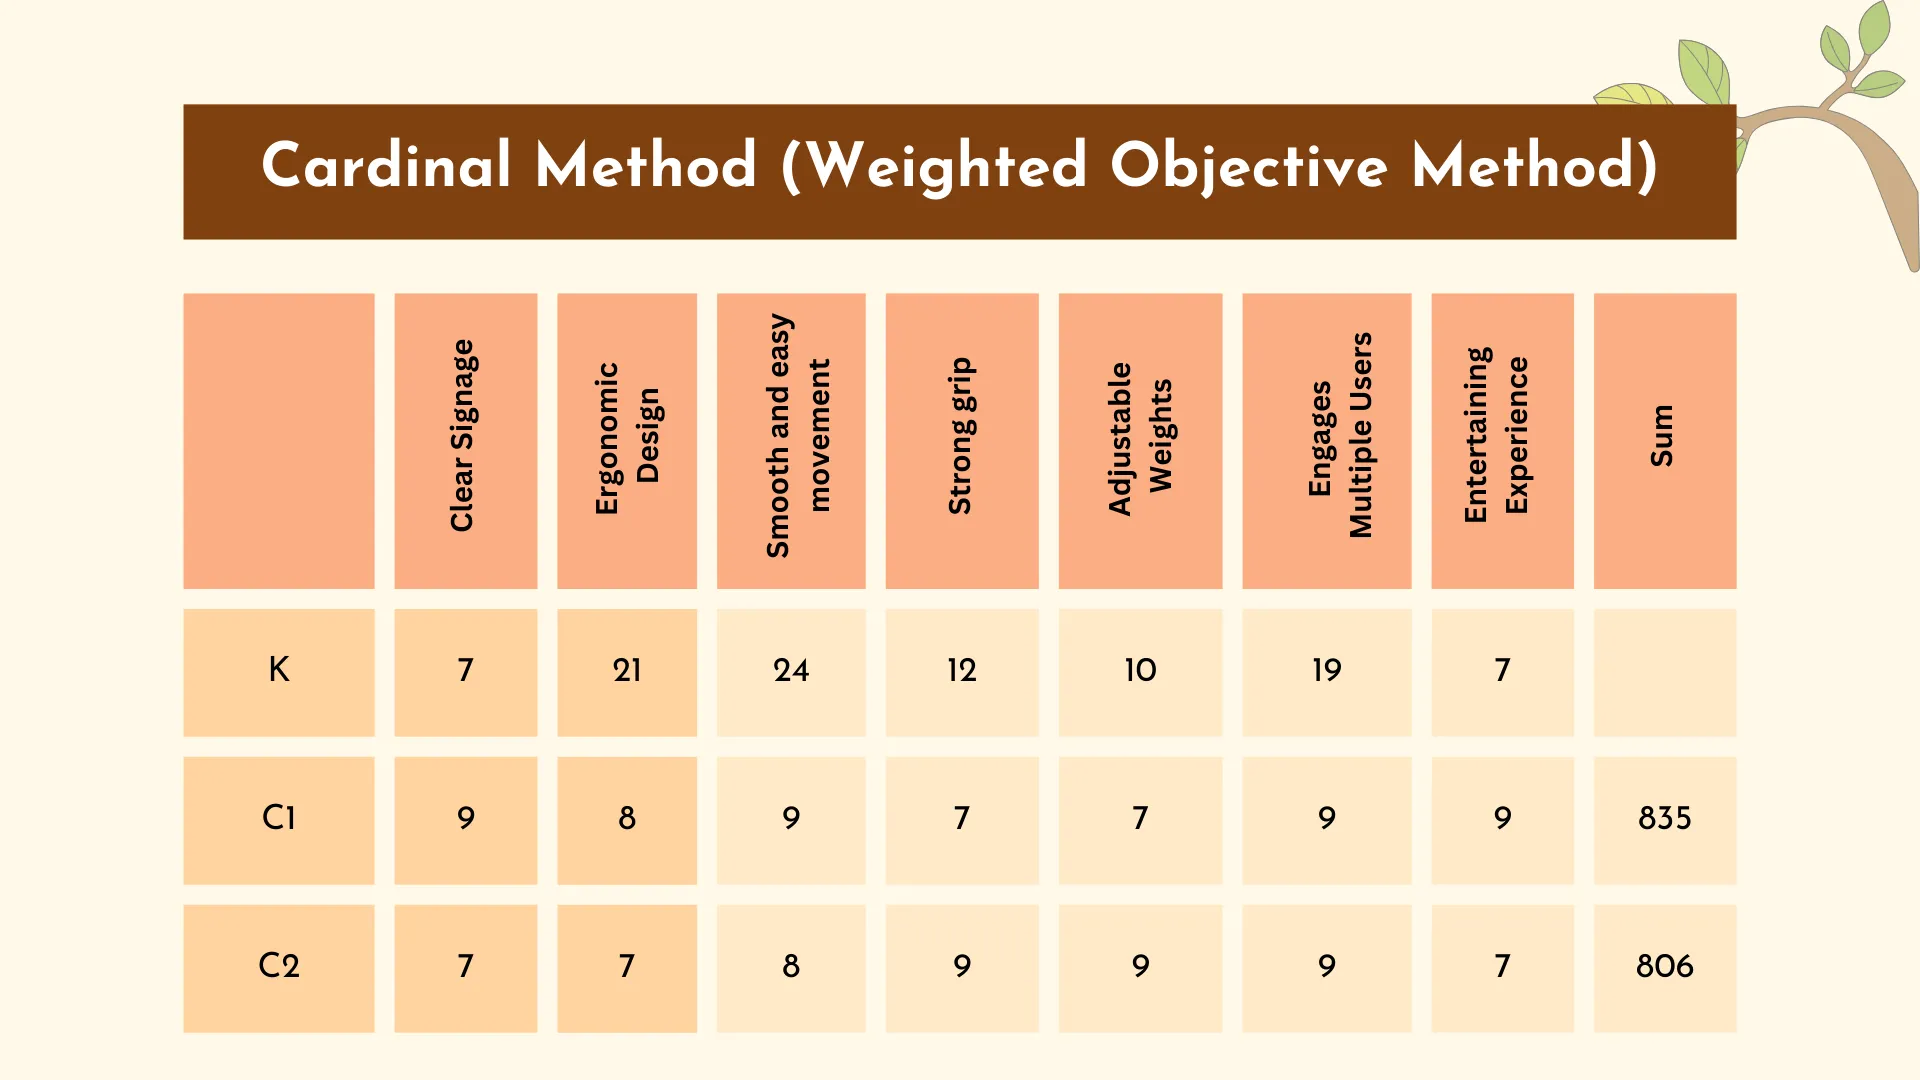 Cardinal Method (Weighted Objective Method)
Clear Signage
Ergonomic
Design
Smooth and easy
movement
Strong grip
Adjustable
Weights
Engages
Multiple Users
Entertaining
Experience
Sum
K 7 21 24 12 10 19 7
C1 9 8 9 7 7 9 9 835
C2 7 7 8 9 9 9 7 806